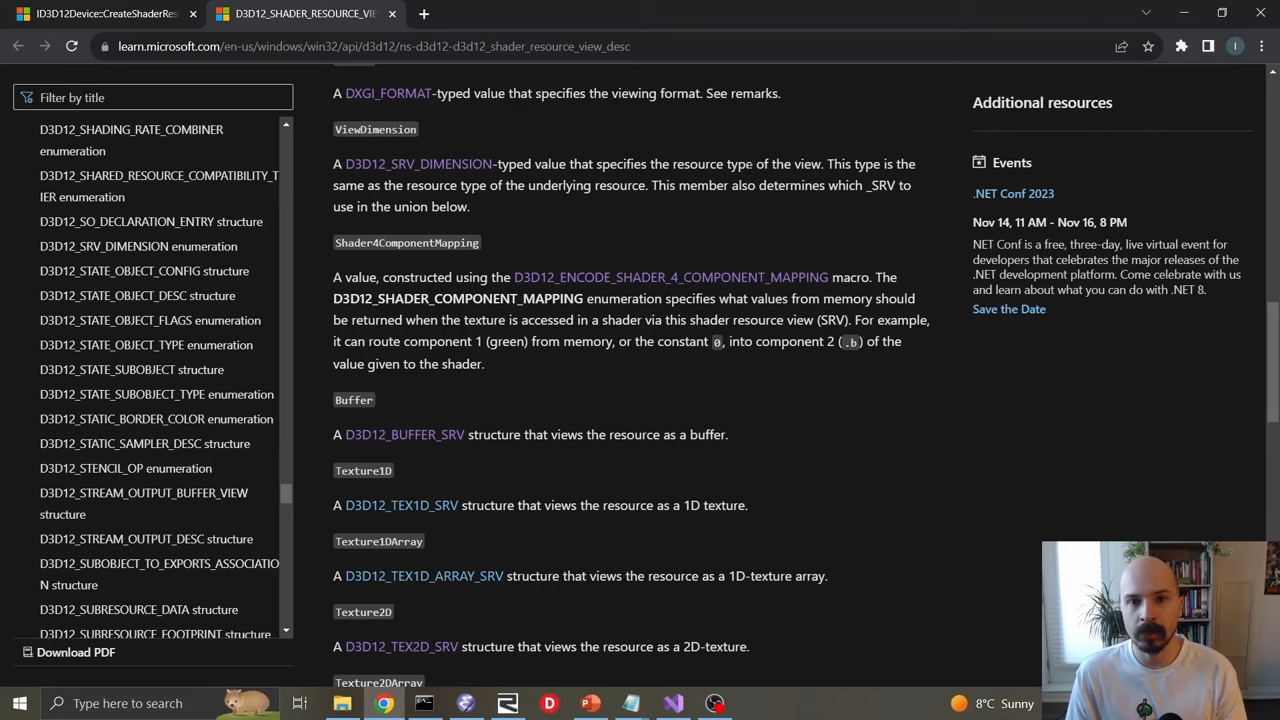 ID3D12Device::CreateShaderRes
D3D12_SHADER_RESOURCE_VIE
learn.microsoft.com/en-us/windows/win32/api/d3d12/ns-d3d12-d3d12_shader_resource_view_desc
I
Filter by title
D3D12_SHADING_RATE_COMBINER
enumeration
D3D12_SHARED_RESOURCE_COMPATIBILITY_T
IER enumeration
D3D12_SO_DECLARATION_ENTRY structure
D3D12_SRV_DIMENSION enumeration
D3D12_STATE_OBJECT_CONFIG structure
D3D12_STATE_OBJECT_DESC structure
D3D12_STATE_OBJECT_FLAGS enumeration
D3D12_STATE_OBJECT_TYPE enumeration
D3D12_STATE_SUBOBJECT structure
D3D12_STATE_SUBOBJECT_TYPE enumeration
D3D12_STATIC_BORDER_COLOR enumeration
D3D12_STATIC_SAMPLER_DESC structure
D3D12_STENCIL_OP enumeration
D3D12_STREAM_OUTPUT_BUFFER_VIEW
structure
D3D12_STREAM_OUTPUT_DESC structure
D3D12_SUBOBJECT_TO_EXPORTS_ASSOCIATIO
N structure
D3D12_SUBRESOURCE_DATA structure
D3D12_SUBRESOURCE_FOOTPRINT structure
Download PDF
A DXGI_FORMAT-typed value that specifies the viewing format. See remarks.
ViewDimension
A D3D12_SRV_DIMENSION-typed value that specifies the resource type of the view. This type is the
same as the resource type of the underlying resource. This member also determines which _SRV to
use in the union below.
Shader4ComponentMapping
A value, constructed using the D3D12_ENCODE_SHADER_4_COMPONENT_MAPPING macro. The
D3D12_SHADER_COMPONENT_MAPPING enumeration specifies what values from memory should
be returned when the texture is accessed in a shader via this shader resource view (SRV). For example,
it can route component 1 (green) from memory, or the constant 0, into component 2 (.b) of the
value given to the shader.
Buffer
A D3D12_BUFFER_SRV structure that views the resource as a buffer.
Texture1D
A D3D12_TEX1D_SRV structure that views the resource as a 1D texture.
Texture1DArray
A D3D12_TEX1D_ARRAY_SRV structure that views the resource as a 1D-texture array.
Texture2D
A D3D12_TEX2D_SRV structure that views the resource as a 2D-texture.
Texture2DArray
Additional resources
Events
.NET Conf 2023
Nov 14, 11 AM - Nov 16, 8 PM
NET Conf is a free, three-day, live virtual event for
developers that celebrates the major releases of the
.NET development platform. Come celebrate with us
and learn about what you can do with .NET 8.
Save the Date
Type here to search
8°C Sunny